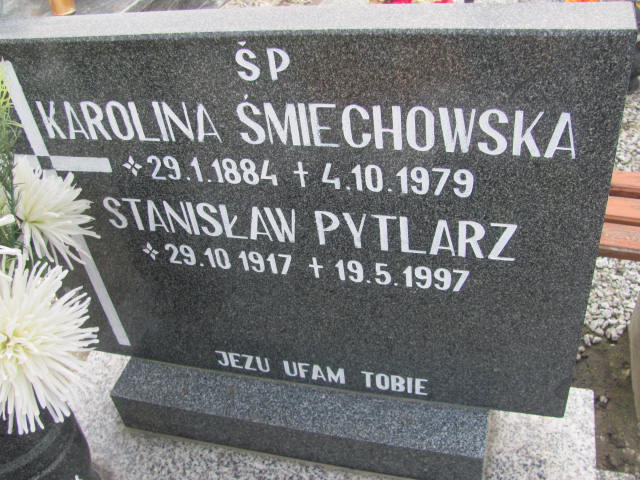 ŚP
KAROLINA ŚMIECHOWSKA
29.1.1884 † 4.10.1979
STANISŁAW PYTLARZ
29.10 1917 † 19.5.1997
JEZU UFAM TOBIE